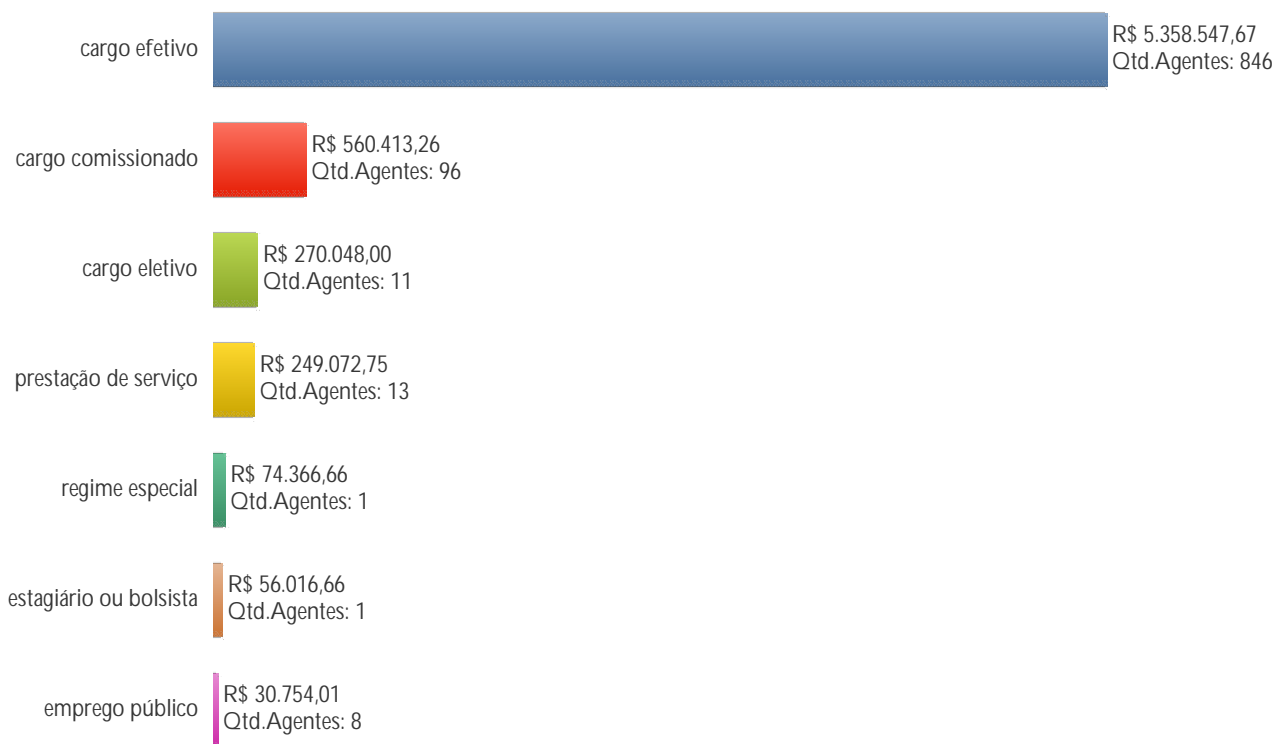 cargo efetivo
R$ 5.358.547,67
Qtd.Agentes: 846
cargo comissionado
R$ 560.413,26
Qtd.Agentes: 96
cargo eletivo
R$ 270.048,00
Qtd.Agentes: 11
prestação de serviço
R$ 249.072,75
Qtd.Agentes: 13
regime especial
R$ 74.366,66
Qtd.Agentes: 1
estagiário ou bolsista
R$ 56.016,66
Qtd.Agentes: 1
emprego público
R$ 30.754,01
Qtd.Agentes: 8